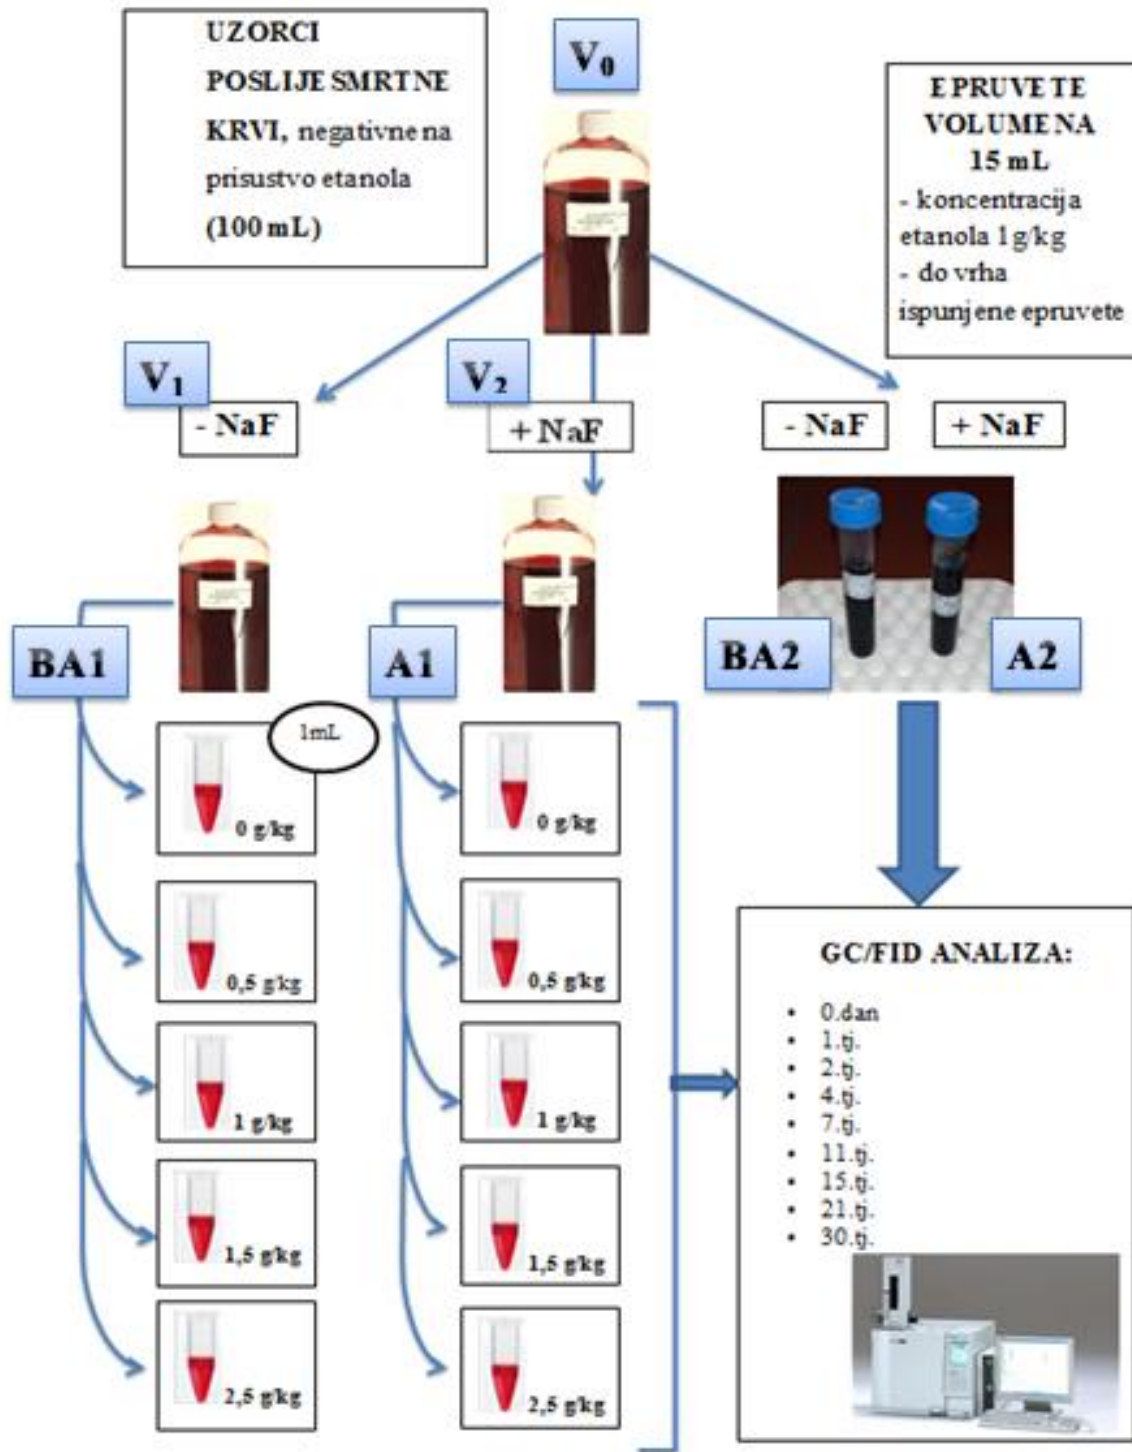 UZORCI
POSLIJE SMRTNE
KRVI, negativne na
prisustvo etanola
(100 mL)
V₀
EPRUVETE
VOLUMENA
15 mL
- koncentracija
etanola 1g/kg
- do vrha
ispunjene epruvete
V₁
- NaF
V₂
+ NaF
- NaF
+ NaF
BA1
A1
BA2
A2
1mL
0 g/kg
0 g/kg
0,5 g/kg
0,5 g/kg
1 g/kg
1 g/kg
1,5 g/kg
1,5 g/kg
2,5 g/kg
2,5 g/kg
GC/FID ANALIZA:
• 0.dan
• 1.tj.
• 2.tj.
• 4.tj.
• 7.tj.
• 11.tj.
• 15.tj.
• 21.tj.
• 30.tj.